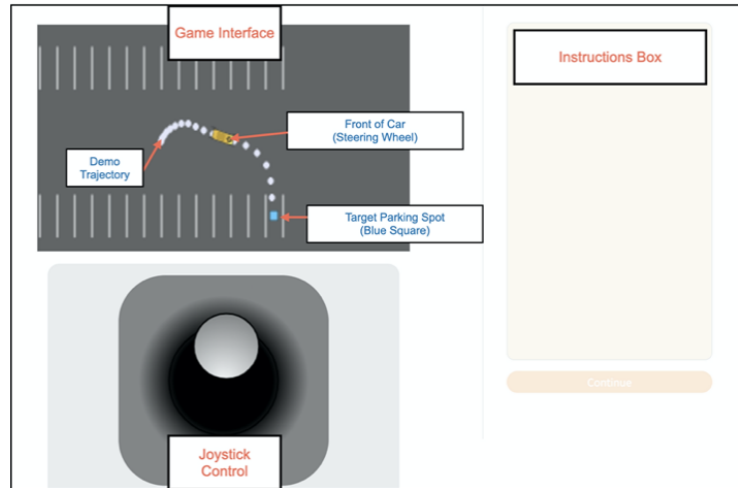 Game Interface
Instructions Box
Front of Car
(Steering Wheel)
Demo
Trajectory
Target Parking Spot
(Blue Square)
Continue
Joystick
Control